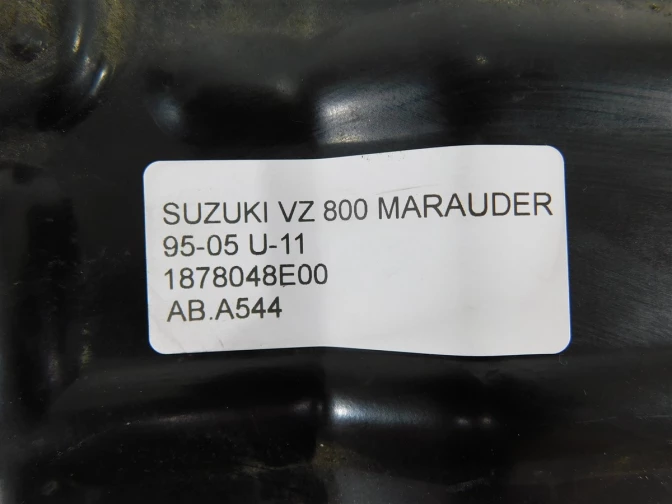 SUZUKI VZ 800 MARAUDER
95-05 U-11
1878048E00
AB.A544